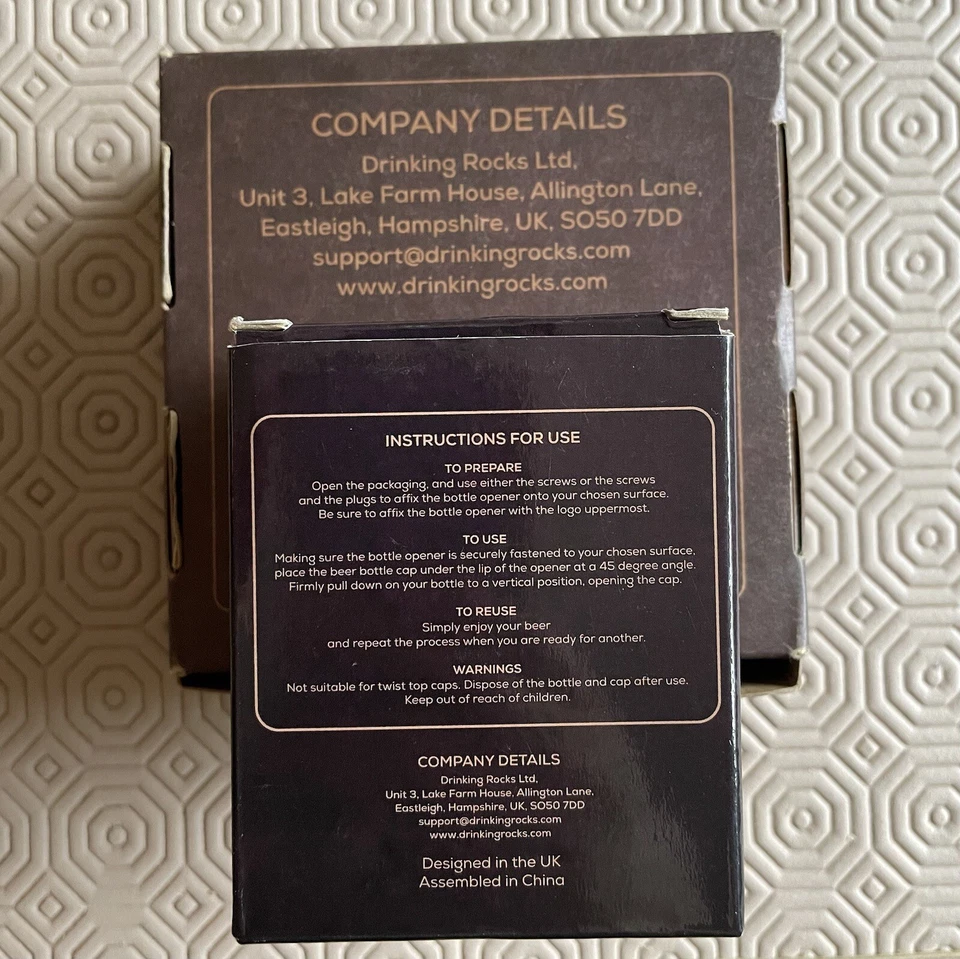 COMPANY DETAILS
Drinking Rocks Ltd,
Unit 3, Lake Farm House, Allington Lane,
Eastleigh, Hampshire, UK, SO50 7DD
support@drinkingrocks.com
www.drinkingrocks.com
INSTRUCTIONS FOR USE
TO PREPARE
Open the packaging, and use either the screws or the screws
and the plugs to affix the bottle opener onto your chosen surface.
Be sure to affix the bottle opener with the logo uppermost.
TO USE
Making sure the bottle opener is securely fastened to your chosen surface,
place the beer bottle cap under the lip of the opener at a 45 degree angle.
Firmly pull down on your bottle to a vertical position, opening the cap.
TO REUSE
Simply enjoy your beer
and repeat the process when you are ready for another.
WARNINGS
Not suitable for twist top caps. Dispose of the bottle and cap after use.
Keep out of reach of children.
COMPANY DETAILS
Drinking Rocks Ltd,
Unit 3, Lake Farm House, Allington Lane,
Eastleigh, Hampshire, UK, SO50 7DD
support@drinkingrocks.com
www.drinkingrocks.com
Designed in the UK
Assembled in China